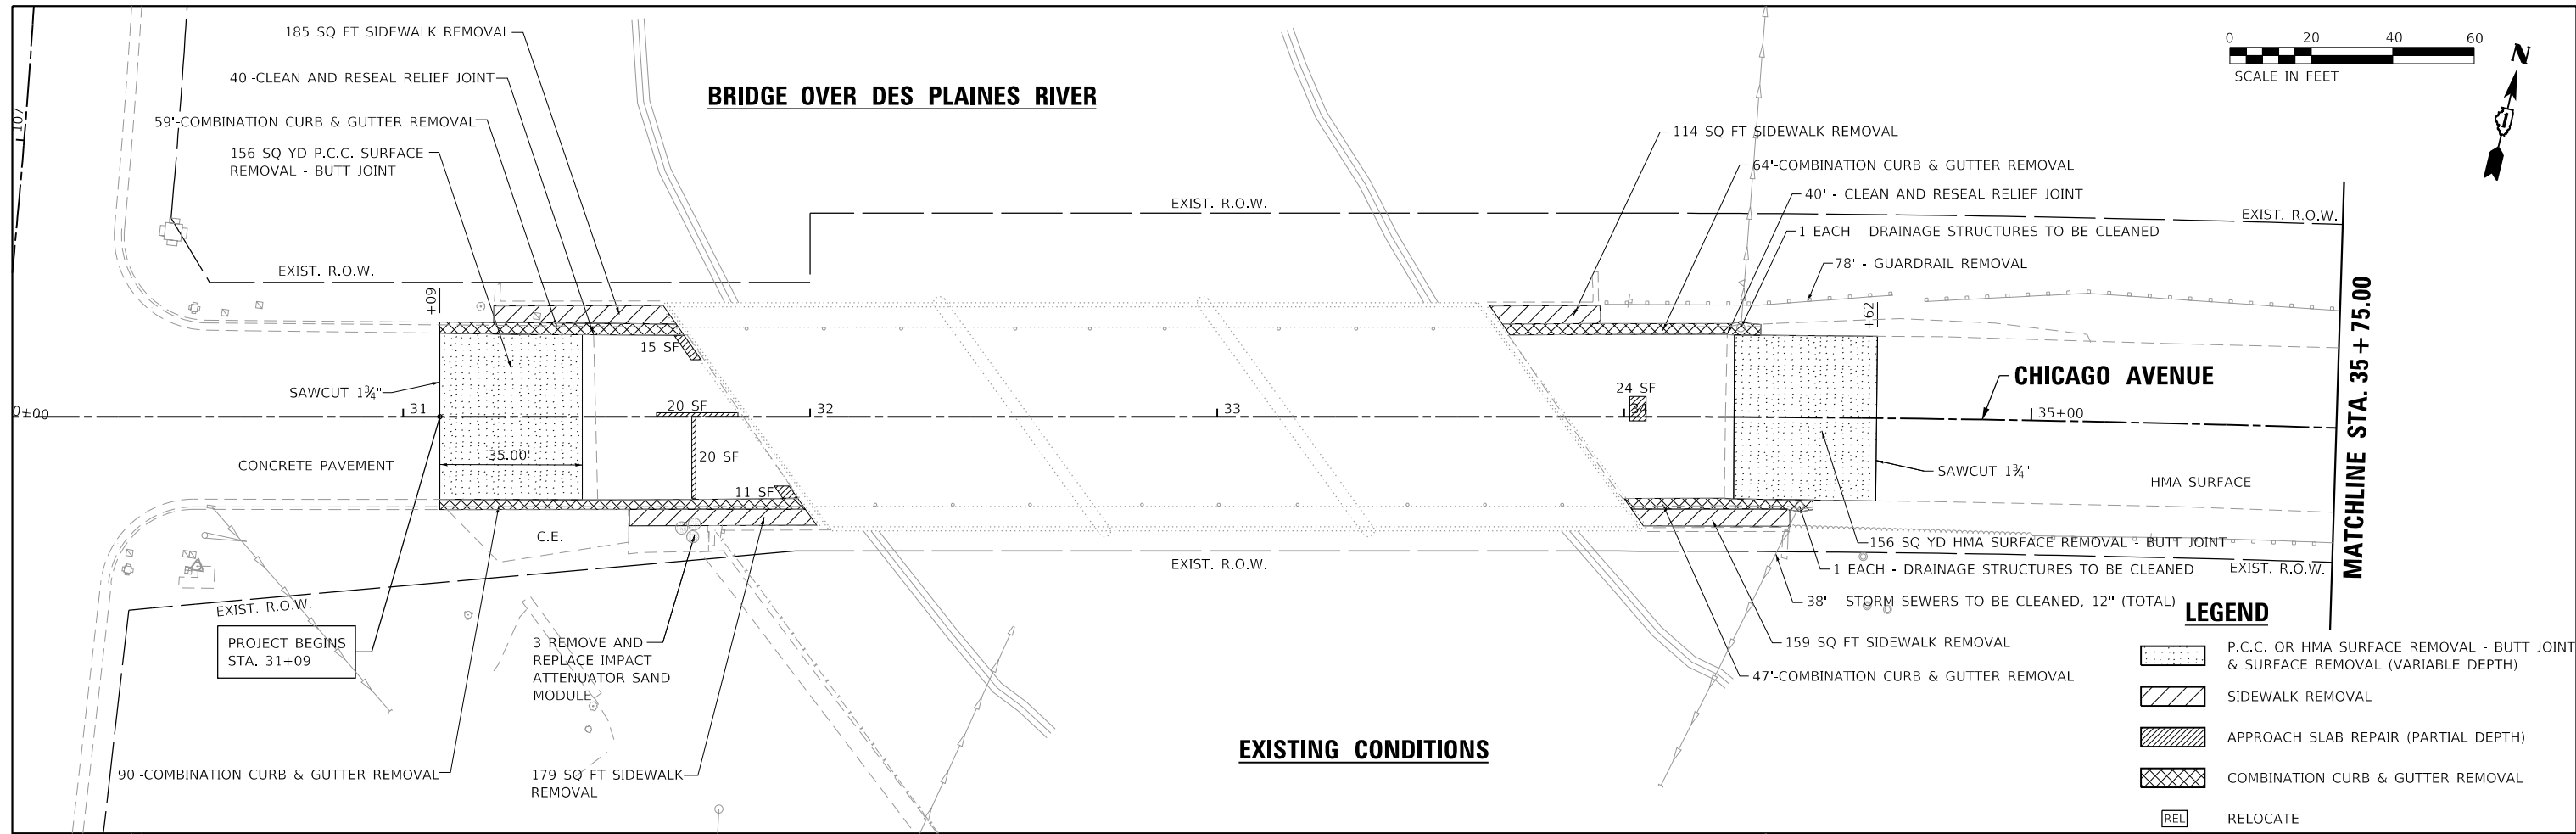 185 SQ FT SIDEWALK REMOVAL
40'-CLEAN AND RESEAL RELIEF JOINT
59'-COMBINATION CURB & GUTTER REMOVAL
156 SQ YD P.C.C. SURFACE
REMOVAL - BUTT JOINT
107
BRIDGE OVER DES PLAINES RIVER
0 20 40 60
SCALE IN FEET
N
114 SQ FT SIDEWALK REMOVAL
64'-COMBINATION CURB & GUTTER REMOVAL
40' - CLEAN AND RESEAL RELIEF JOINT
1 EACH - DRAINAGE STRUCTURES TO BE CLEANED
78' - GUARDRAIL REMOVAL
EXIST. R.O.W.
EXIST. R.O.W.
EXIST. R.O.W.
+09
+62
15 SF
SAWCUT 1¾"
20 SF
24 SF
CHICAGO AVENUE
MATCHLINE STA. 35+75.00
0+00
31
32
33
34
35+00
CONCRETE PAVEMENT
35.00'
20 SF
11 SF
SAWCUT 1¾"
HMA SURFACE
C.E.
EXIST. R.O.W.
156 SQ YD HMA SURFACE REMOVAL - BUTT JOINT
1 EACH - DRAINAGE STRUCTURES TO BE CLEANED
EXIST. R.O.W.
EXIST. R.O.W.
38' - STORM SEWERS TO BE CLEANED, 12" (TOTAL)
PROJECT BEGINS
STA. 31+09
3 REMOVE AND
REPLACE IMPACT
ATTENUATOR SAND
MODULE
159 SQ FT SIDEWALK REMOVAL
47'-COMBINATION CURB & GUTTER REMOVAL
90'-COMBINATION CURB & GUTTER REMOVAL
179 SQ FT SIDEWALK
REMOVAL
EXISTING CONDITIONS
LEGEND
P.C.C. OR HMA SURFACE REMOVAL - BUTT JOINT
& SURFACE REMOVAL (VARIABLE DEPTH)
SIDEWALK REMOVAL
APPROACH SLAB REPAIR (PARTIAL DEPTH)
COMBINATION CURB & GUTTER REMOVAL
REL RELOCATE